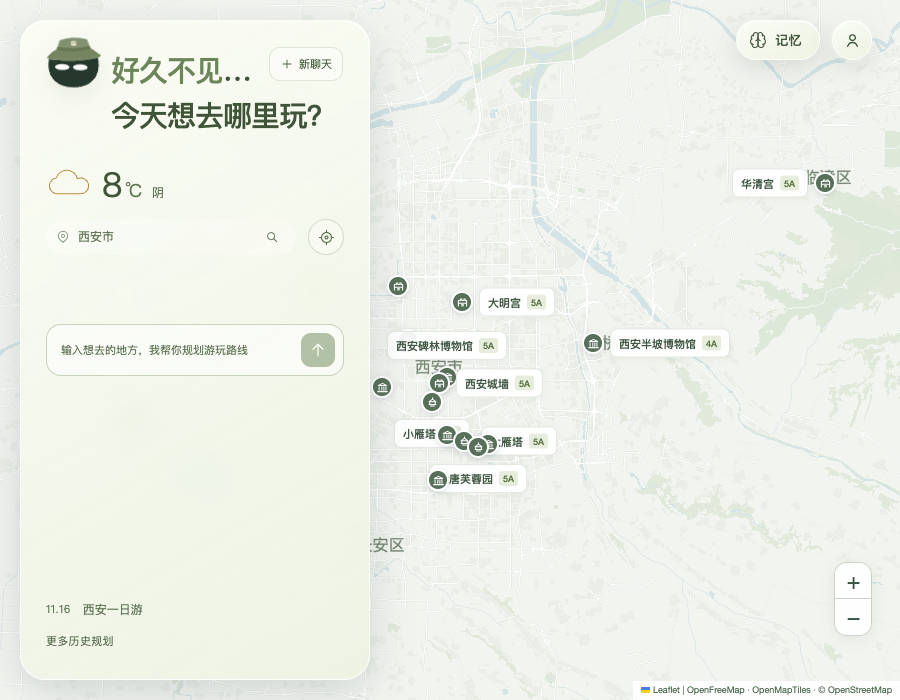 好久不见...
新聊天
今天想去哪里玩?
8℃ 阴
西安市
输入想去的地方，我帮你规划游玩路线
11.16 西安一日游
更多历史规划
记忆
华清宫 5A
临潼区
大明宫 5A
西安碑林博物馆 5A
西安半坡博物馆 4A
西安市
西安城墙 5A
小雁塔
大雁塔 5A
唐芙蓉园 5A
长安区
+
−
Leaflet | OpenFreeMap · OpenMapTiles · © OpenStreetMap